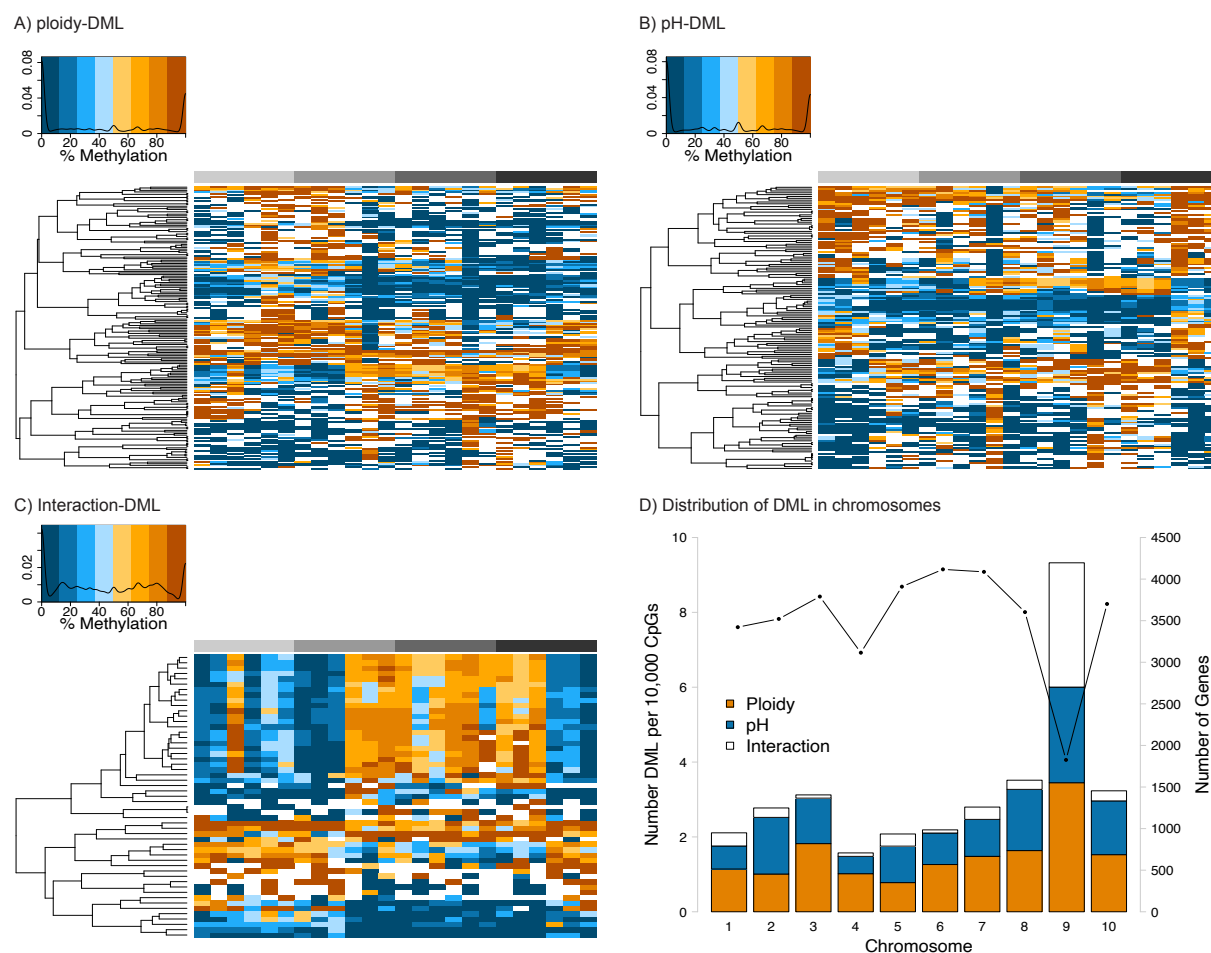 A) ploidy-DML
0.08
0.04
0
0 20 40 60 80
% Methylation
B) pH-DML
0.08
0.04
0
0 20 40 60 80
% Methylation
C) Interaction-DML
0.02
0
0 20 40 60 80
% Methylation
D) Distribution of DML in chromosomes
Number DML per 10,000 CpGs
10
8
6
4
2
0
Ploidy
pH
Interaction
4500
4000
3500
3000
2500
2000
1500
1000
500
0
Number of Genes
1 2 3 4 5 6 7 8 9 10
Chromosome